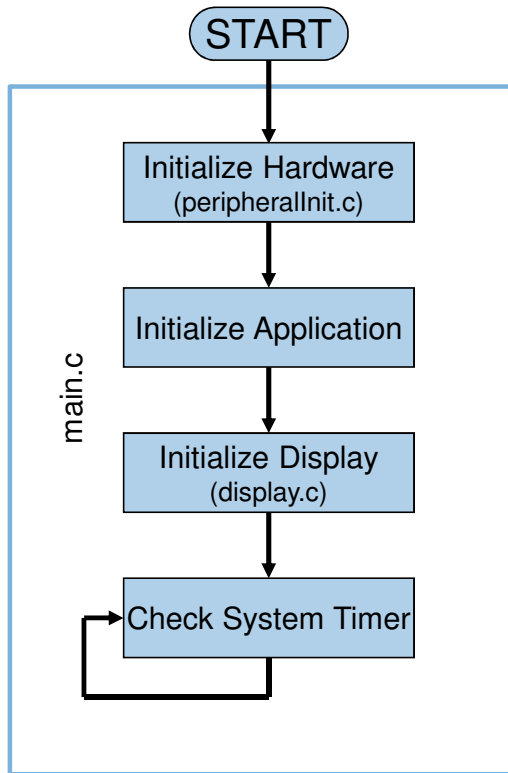 START
Initialize Hardware
(peripheralInit.c)
Initialize Application
main.c
Initialize Display
(display.c)
Check System Timer